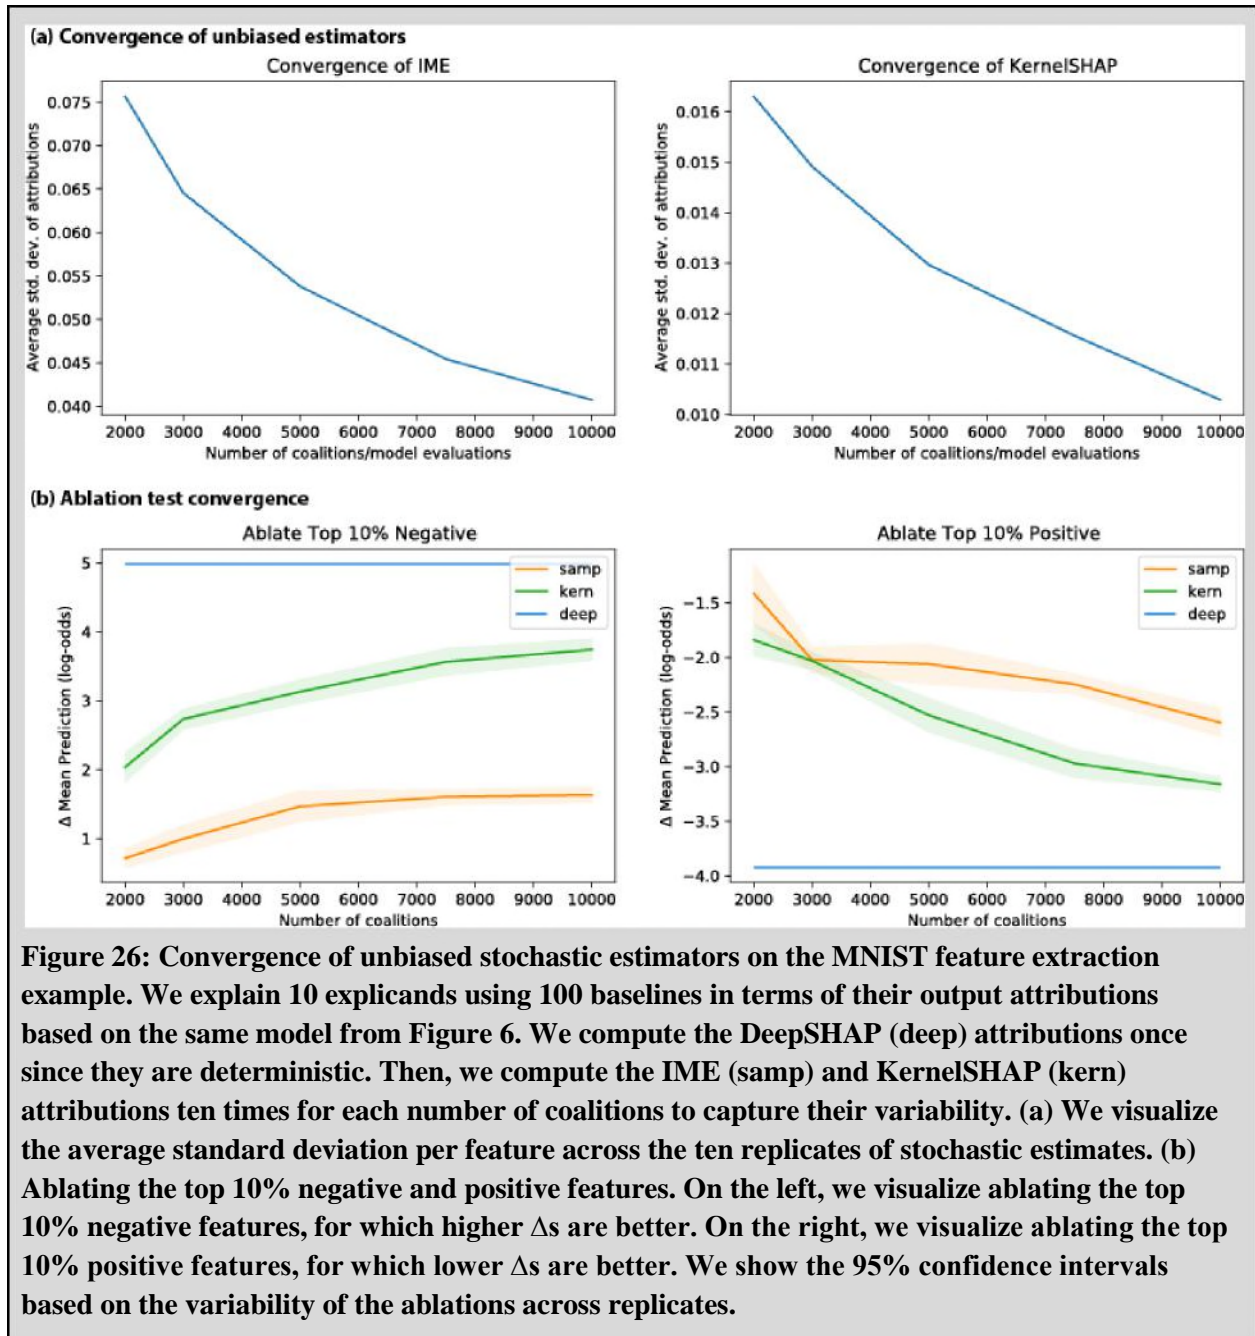 (a) Convergence of unbiased estimators
Convergence of IME
Average std. dev. of attributions
0.075
0.070
0.065
0.060
0.055
0.050
0.045
0.040
2000 3000 4000 5000 6000 7000 8000 9000 10000
Number of coalitions/model evaluations
Convergence of KernelSHAP
Average std. dev. of attributions
0.016
0.015
0.014
0.013
0.012
0.011
0.010
2000 3000 4000 5000 6000 7000 8000 9000 10000
Number of coalitions/model evaluations
(b) Ablation test convergence
Ablate Top 10% Negative
Δ Mean Prediction (log-odds)
5
4
3
2
1
samp
kern
deep
2000 3000 4000 5000 6000 7000 8000 9000 10000
Number of coalitions
Ablate Top 10% Positive
Δ Mean Prediction (log-odds)
−1.5
−2.0
−2.5
−3.0
−3.5
−4.0
samp
kern
deep
2000 3000 4000 5000 6000 7000 8000 9000 10000
Number of coalitions
Figure 26: Convergence of unbiased stochastic estimators on the MNIST feature extraction
example. We explain 10 explicands using 100 baselines in terms of their output attributions
based on the same model from Figure 6. We compute the DeepSHAP (deep) attributions once
since they are deterministic. Then, we compute the IME (samp) and KernelSHAP (kern)
attributions ten times for each number of coalitions to capture their variability. (a) We visualize
the average standard deviation per feature across the ten replicates of stochastic estimates. (b)
Ablating the top 10% negative and positive features. On the left, we visualize ablating the top
10% negative features, for which higher Δs are better. On the right, we visualize ablating the top
10% positive features, for which lower Δs are better. We show the 95% confidence intervals
based on the variability of the ablations across replicates.